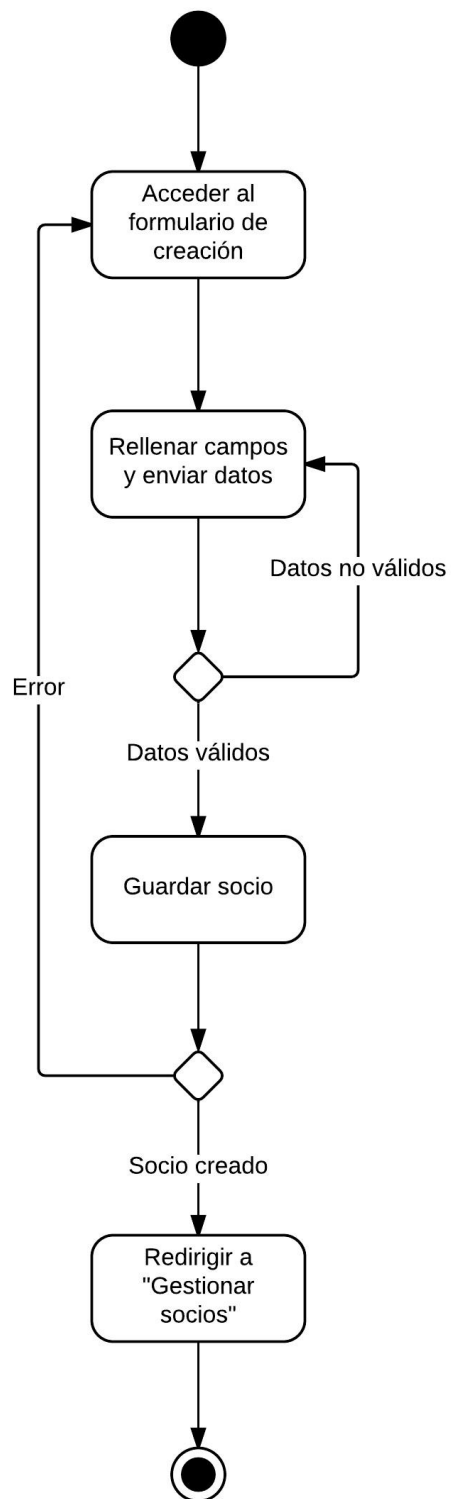 Acceder al
formulario de
creación
Rellenar campos
y enviar datos
Datos no válidos
Error
Datos válidos
Guardar socio
Socio creado
Redirigir a
"Gestionar
socios"